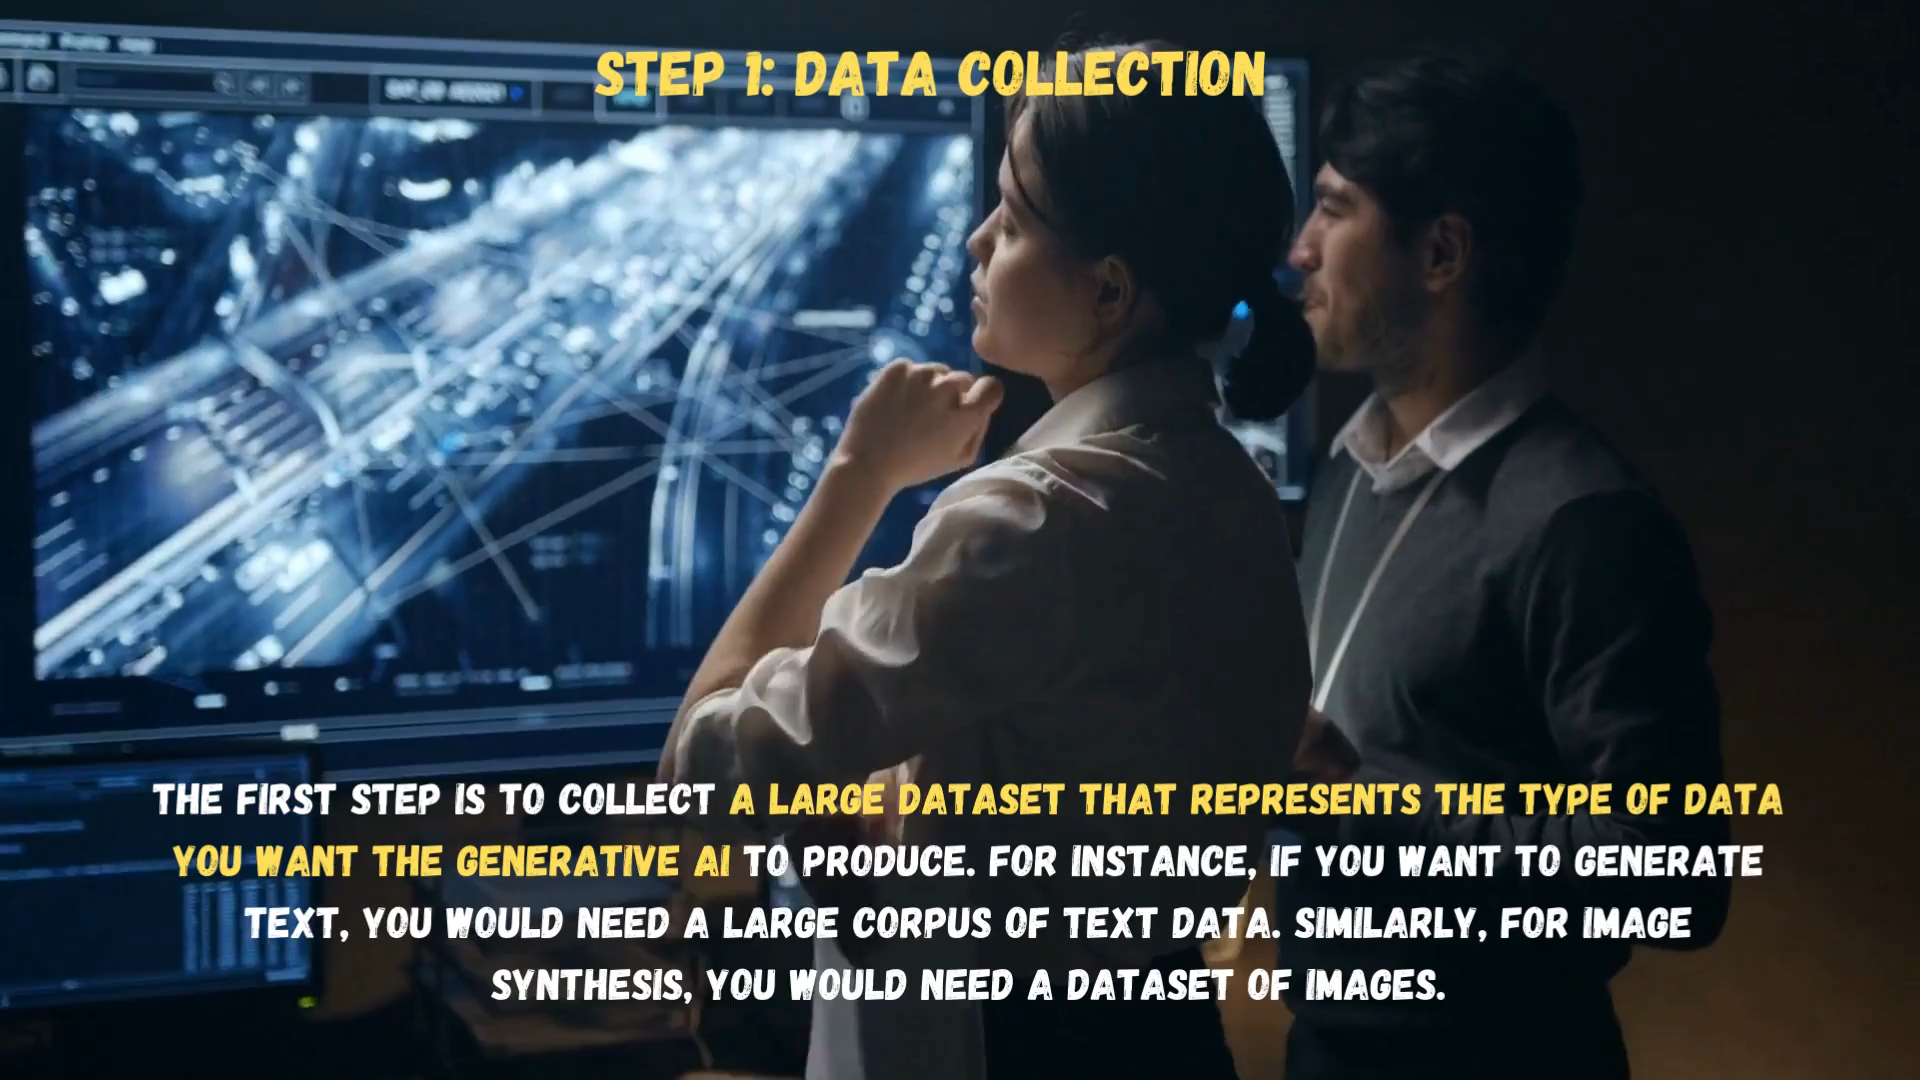 STEP 1: DATA COLLECTION
THE FIRST STEP IS TO COLLECT A LARGE DATASET THAT REPRESENTS THE TYPE OF DATA
YOU WANT THE GENERATIVE AI TO PRODUCE. FOR INSTANCE, IF YOU WANT TO GENERATE
TEXT, YOU WOULD NEED A LARGE CORPUS OF TEXT DATA. SIMILARLY, FOR IMAGE
SYNTHESIS, YOU WOULD NEED A DATASET OF IMAGES.